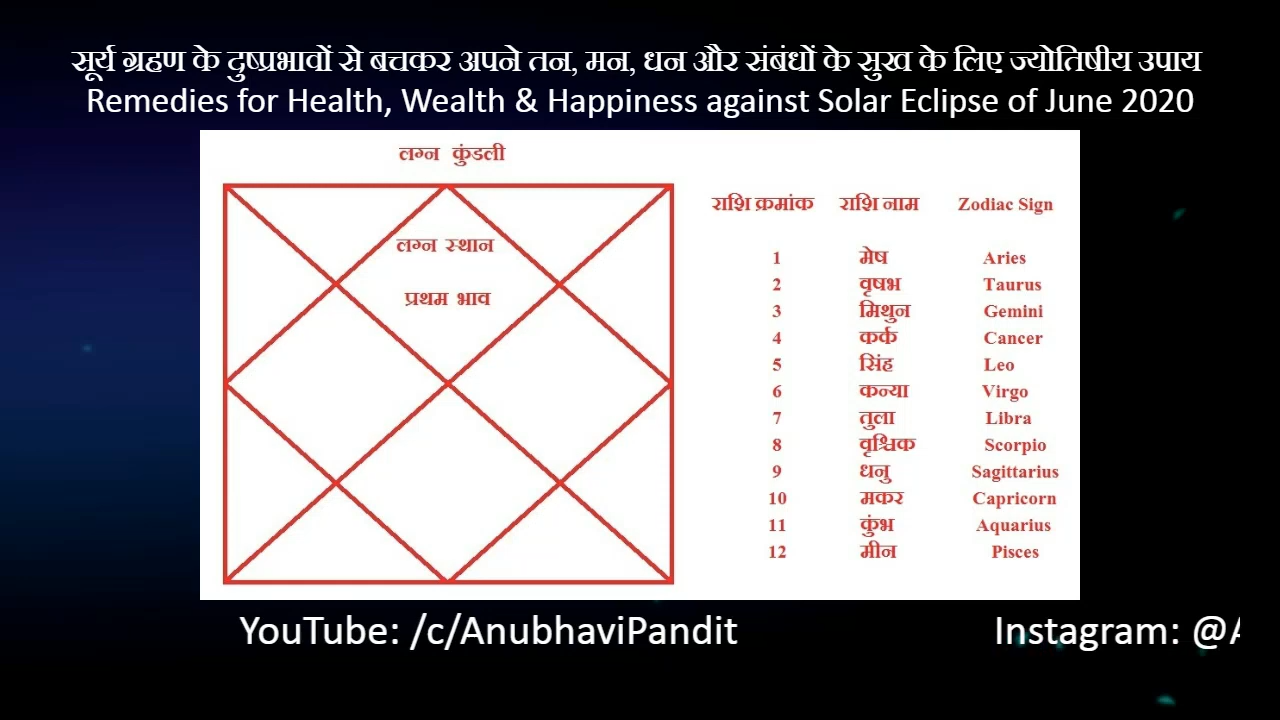 सूर्य ग्रहण के दुष्प्रभावों से बचकर अपने तन, मन, धन और संबंधों के सुख के लिए ज्योतिषीय उपाय
Remedies for Health, Wealth & Happiness against Solar Eclipse of June 2020
लग्न कुंडली
लग्न स्थान
प्रथम भाव
राशि क्रमांक राशि नाम Zodiac Sign
1 मेष Aries
2 वृषभ Taurus
3 मिथुन Gemini
4 कर्क Cancer
5 सिंह Leo
6 कन्या Virgo
7 तुला Libra
8 वृश्चिक Scorpio
9 धनु Sagittarius
10 मकर Capricorn
11 कुंभ Aquarius
12 मीन Pisces
YouTube: /c/AnubhaviPandit Instagram: @